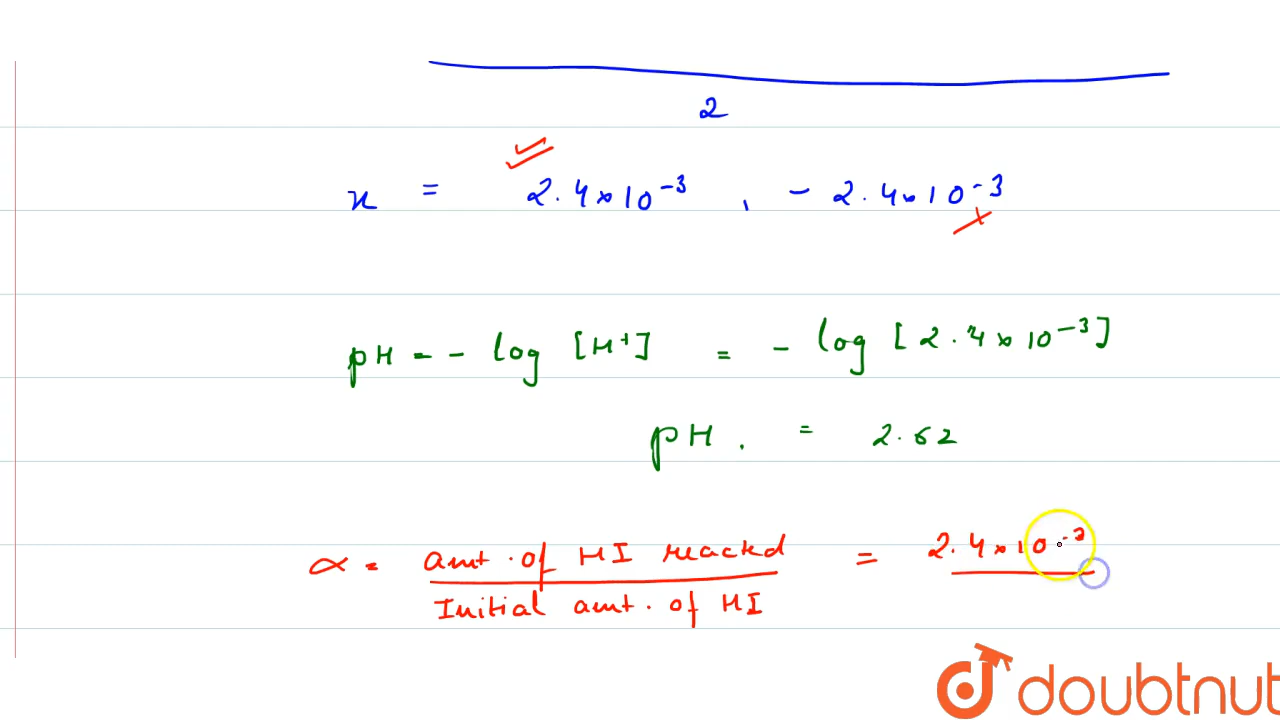 2
x = 2.4×10⁻³ , - 2.4×10⁻³
pH = - log [H⁺] = - log [2.4×10⁻³]
pH. = 2.62
α = amt. of HI reacted = 2.4×10⁻³
Initial amt. of HI
doubtnut